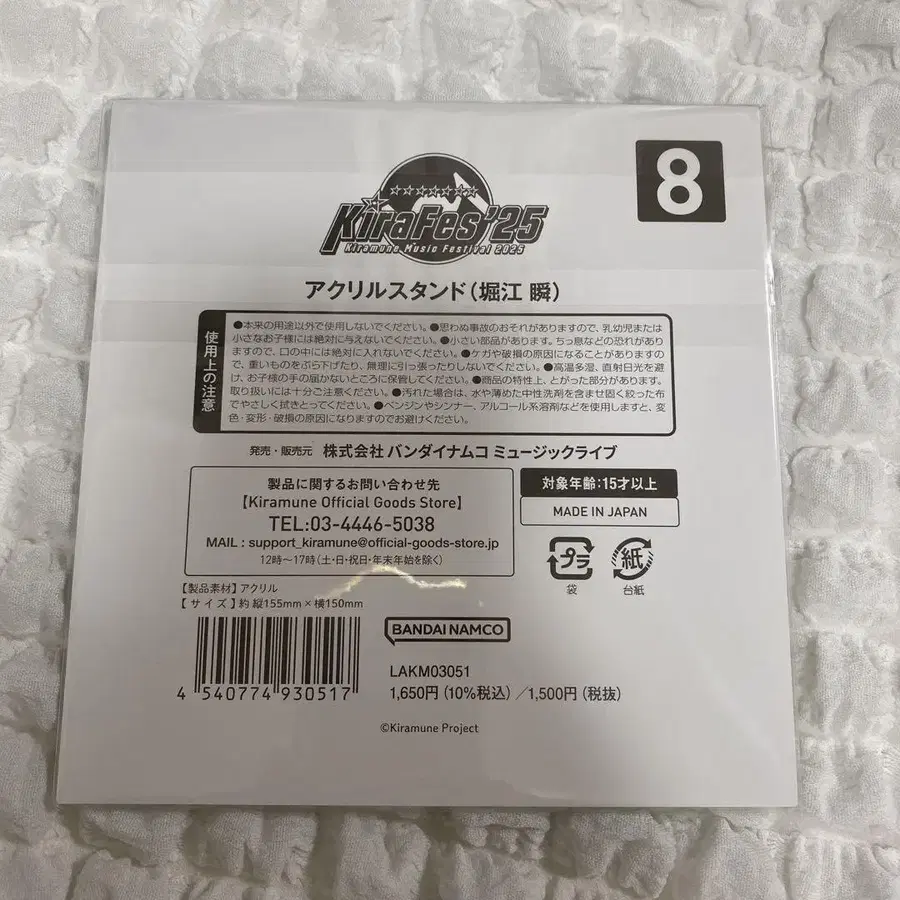 8
KiraFes'25
Kiramune Music Festival 2025
アクリルスタンド(堀江 瞬)
使用上の注意
●本来の用途以外で使用しないでください。●思わぬ事故のおそれがありますので、乳幼児または
小さなお子様には絶対に与えないでください。●小さい部品があります。ちっ息などの恐れがあり
ますので、口の中には絶対に入れないでください。●ケガや破損の原因になることがありますの
で、重いものをぶら下げたり、無理に引っ張ったりしないでください。●高温多湿、直射日光を避
け、お子様の手の届かないところに保管してください。●商品の特性上、とがった部分があります。
取り扱いには十分ご注意ください。●汚れた場合は、水や薄めた中性洗剤を含ませ固く絞った布
でやさしく拭きとってください。●ベンジンやシンナー、アルコール系溶剤などを使用しますと、変
色・変形・破損の原因になりますのでお避けください。
発売・販売元 株式会社 バンダイナムコ ミュージックライブ
製品に関するお問い合わせ先
【Kiramune Official Goods Store】
TEL:03-4446-5038
MAIL : support_kiramune@official-goods-store.jp
12時〜17時(土・日・祝日・年末年始を除く)
対象年齢:15才以上
MADE IN JAPAN
プラ
袋
紙
台紙
【製品素材】アクリル
【サイズ】約 縦155mm×横150mm
4 540774 930517
BANDAI NAMCO
LAKM03051
1,650円(10%税込)/1,500円(税抜)
©Kiramune Project